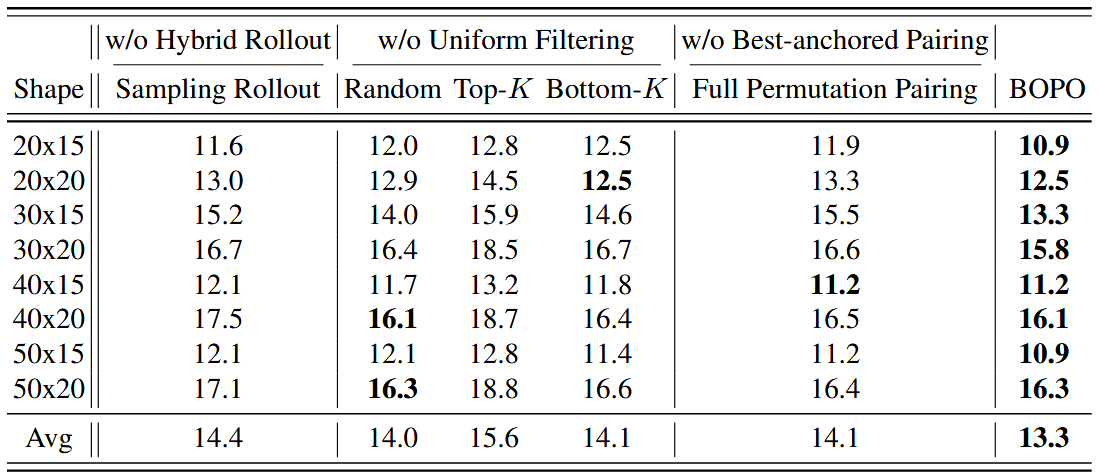 w/o Hybrid Rollout w/o Uniform Filtering w/o Best-anchored Pairing
Shape Sampling Rollout Random Top-K Bottom-K Full Permutation Pairing BOPO
20x15 11.6 12.0 12.8 12.5 11.9 10.9
20x20 13.0 12.9 14.5 12.5 13.3 12.5
30x15 15.2 14.0 15.9 14.6 15.5 13.3
30x20 16.7 16.4 18.5 16.7 16.6 15.8
40x15 12.1 11.7 13.2 11.8 11.2 11.2
40x20 17.5 16.1 18.7 16.4 16.5 16.1
50x15 12.1 12.1 12.8 11.4 11.2 10.9
50x20 17.1 16.3 18.8 16.6 16.4 16.3
Avg 14.4 14.0 15.6 14.1 14.1 13.3